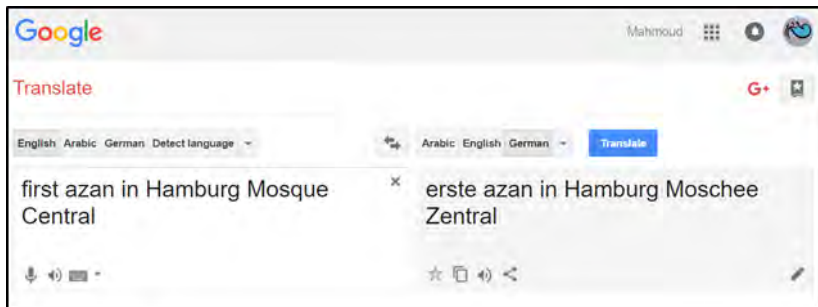 Google
Mahmoud
Translate
G+
English Arabic German Detect language
Arabic English German
Translate
first azan in Hamburg Mosque
Central
erste azan in Hamburg Moschee
Zentral